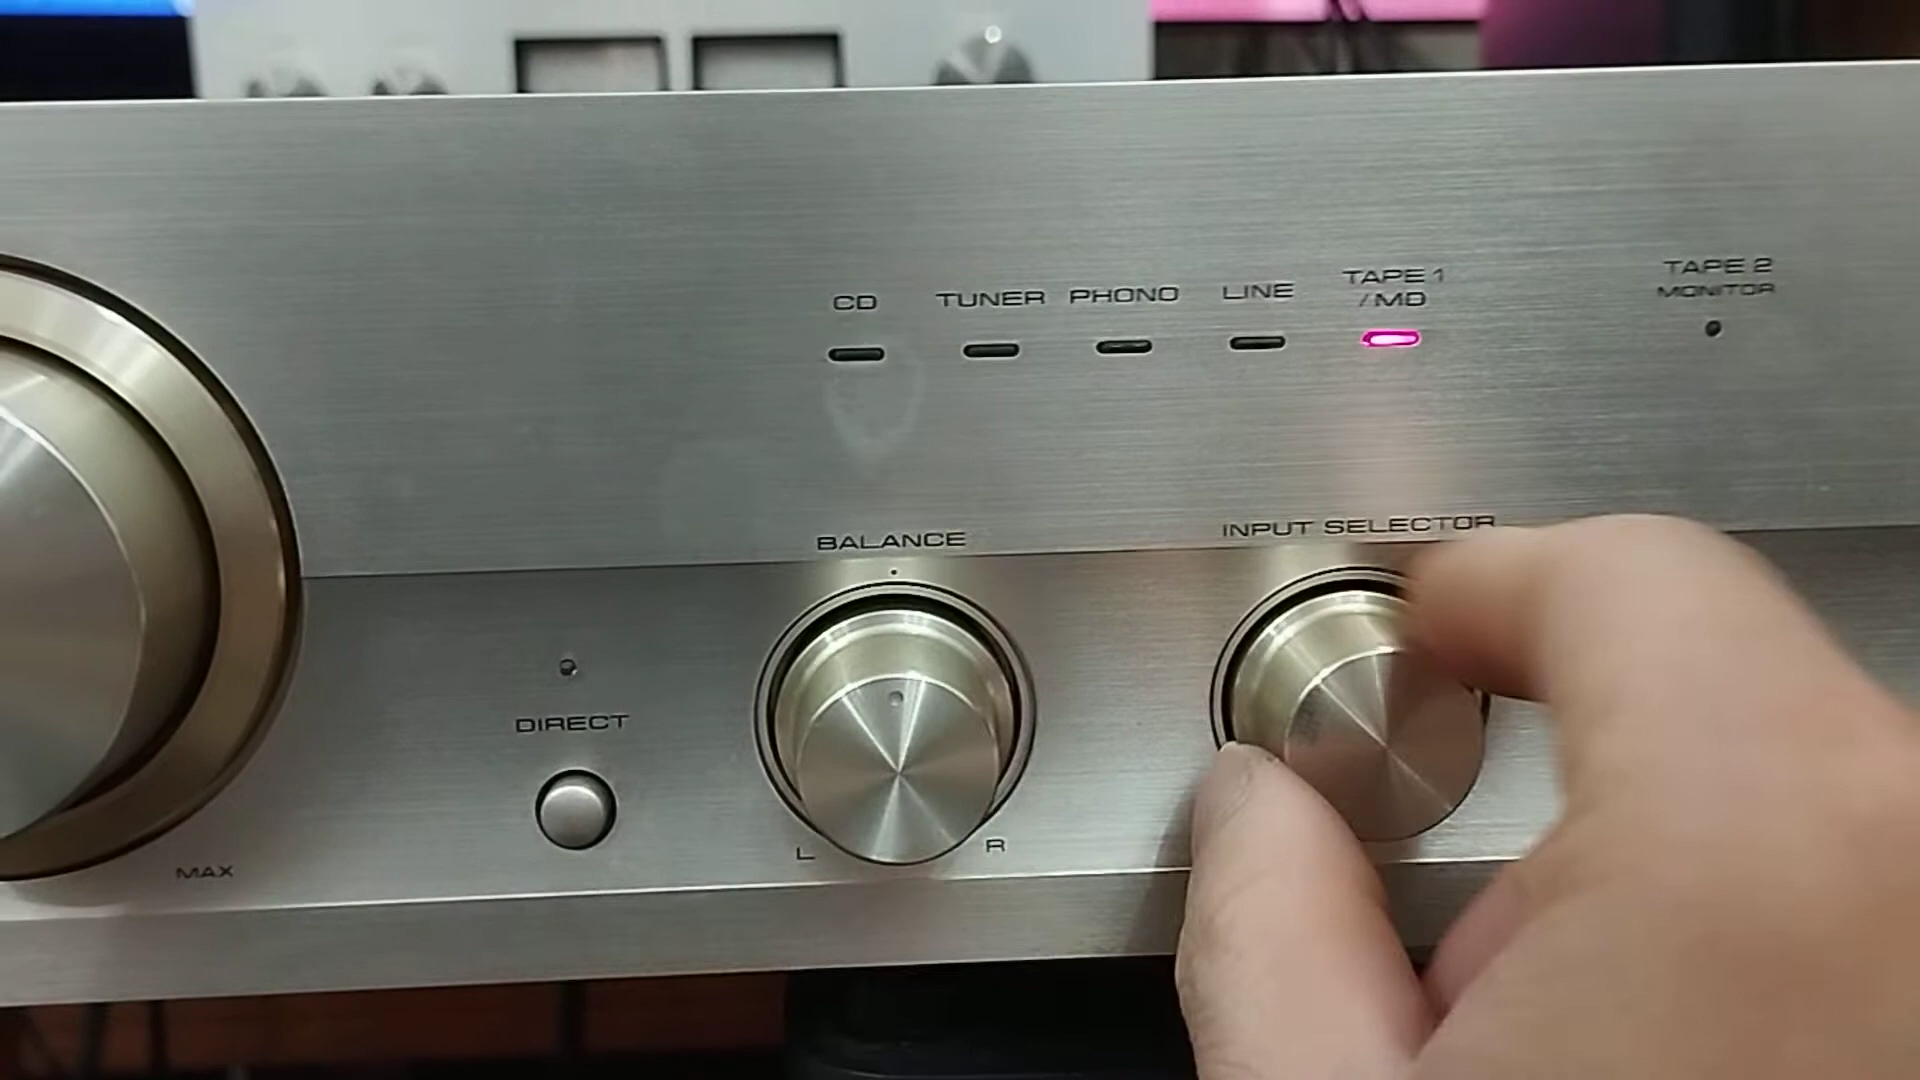 CD
TUNER
PHONO
LINE
TAPE 1
/MD
TAPE 2
MONITOR
BALANCE
INPUT SELECTOR
DIRECT
L
R
MAX